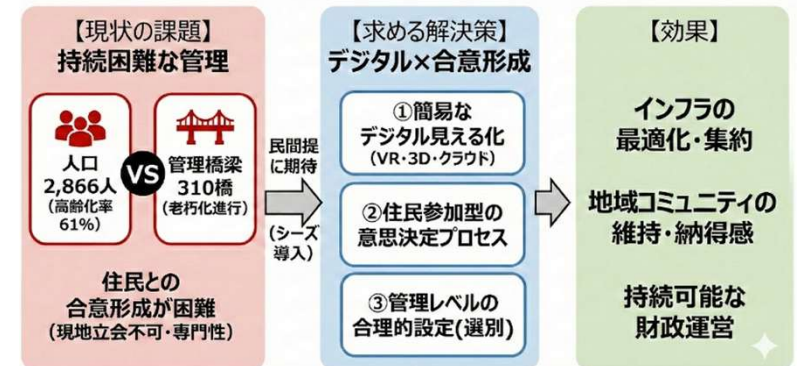 【現状の課題】
持続困難な管理
人口
2,866人
(高齢化率
61%)
VS
管理橋梁
310橋
(老朽化進行)
住民との
合意形成が困難
(現地立会不可・専門性)
民間提
に期待
(シーズ
導入)
【求める解決策】
デジタル×合意形成
①簡易な
デジタル見える化
(VR・3D・クラウド)
②住民参加型の
意思決定プロセス
③管理レベルの
合理的設定(選別)
【効果】
インフラの
最適化・集約
地域コミュニティの
維持・納得感
持続可能な
財政運営